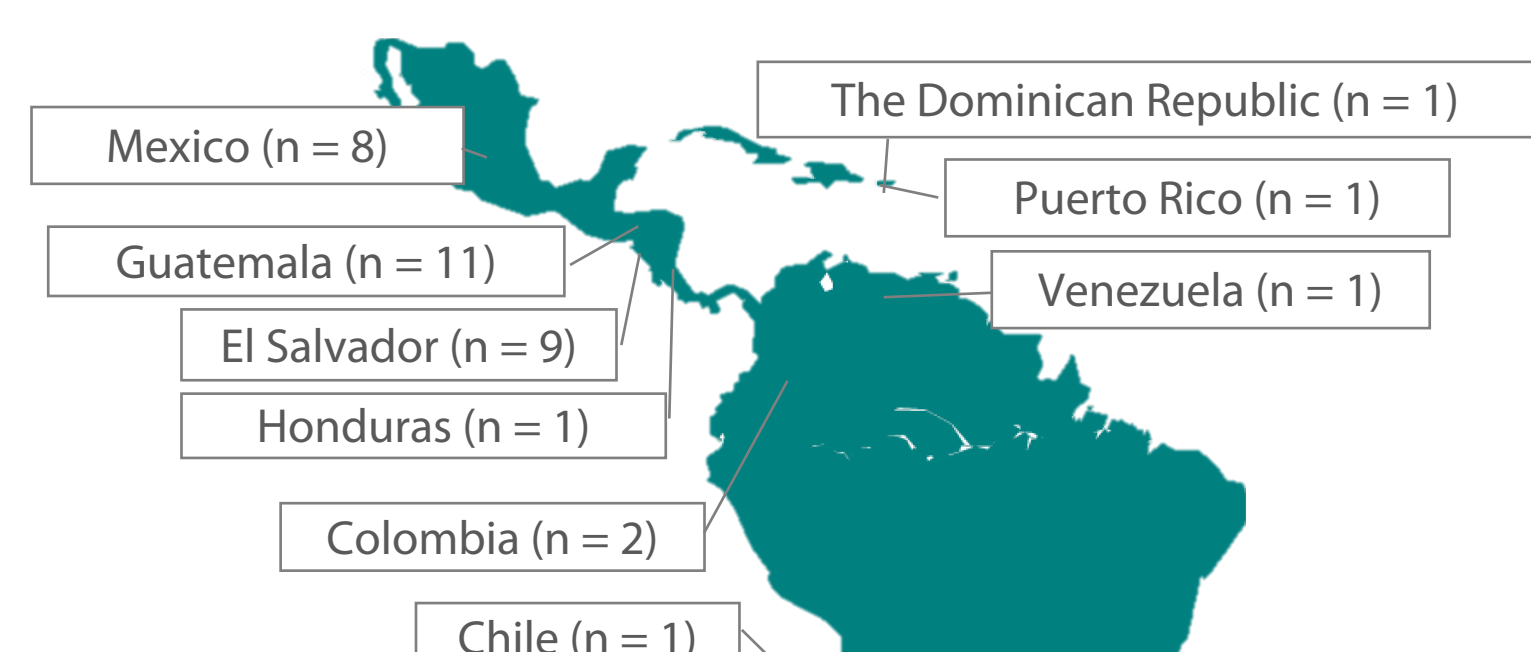 The Dominican Republic (n = 1)
Mexico (n = 8)
Puerto Rico (n = 1)
Guatemala (n = 11)
Venezuela (n = 1)
El Salvador (n = 9)
Honduras (n = 1)
Colombia (n = 2)
Chile (n = 1)